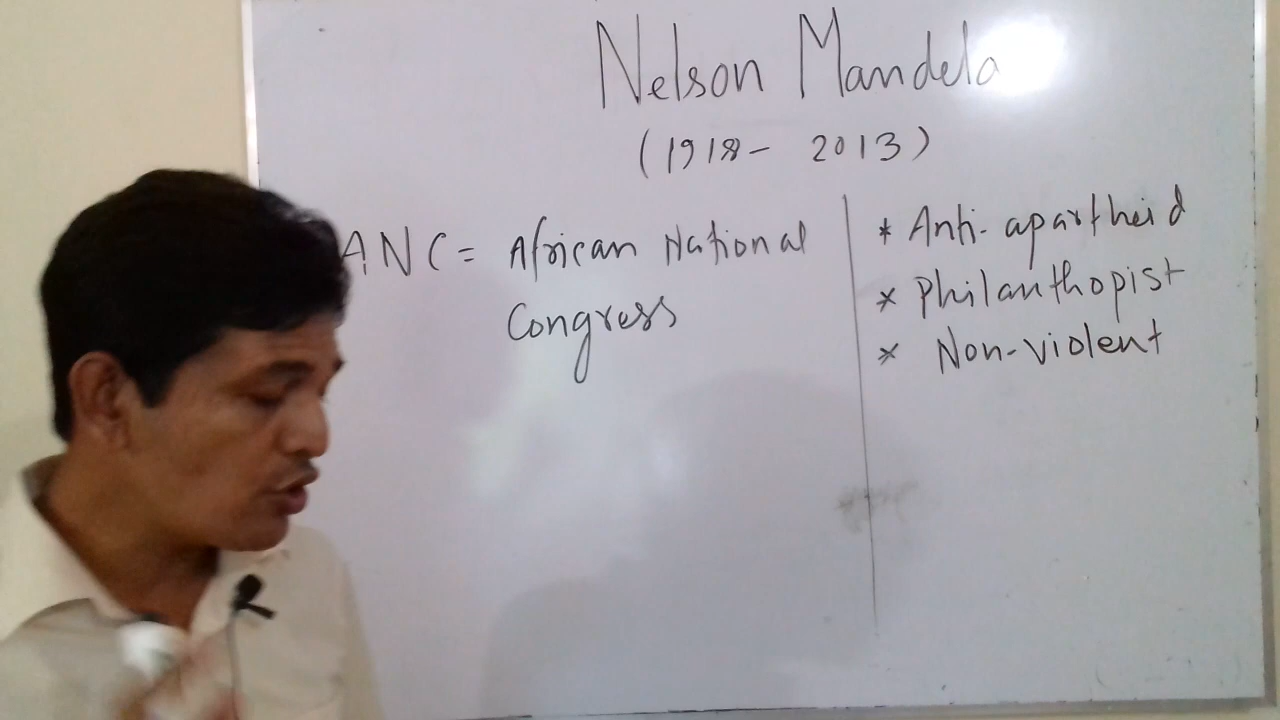 Nelson Mandela
(1918- 2013)
ANC = African National
Congress
* Anti-apartheid
* Philanthopist
* Non-violent